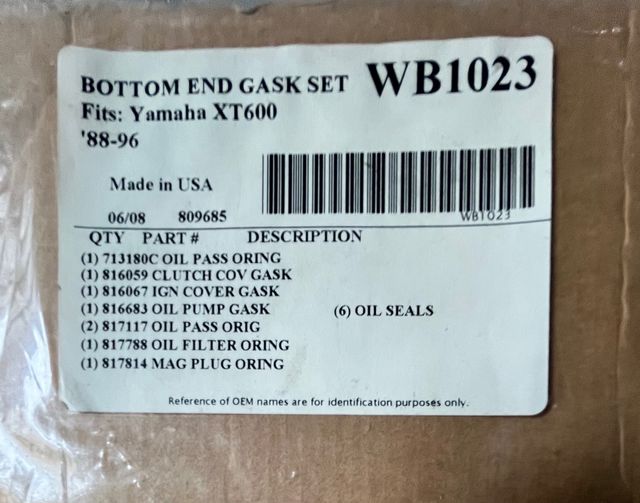 BOTTOM END GASK SET WB1023
Fits: Yamaha XT600
'88-96
Made in USA
06/08 809685
WB1023
QTY PART # DESCRIPTION
(1) 713180C OIL PASS ORING
(1) 816059 CLUTCH COV GASK
(1) 816067 IGN COVER GASK
(1) 816683 OIL PUMP GASK (6) OIL SEALS
(2) 817117 OIL PASS ORIG
(1) 817788 OIL FILTER ORING
(1) 817814 MAG PLUG ORING
Reference of OEM names are for identification purposes only.